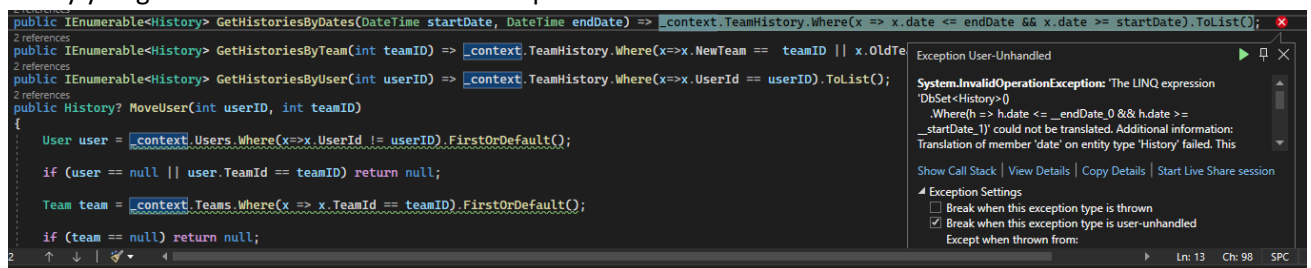 public IEnumerable<History> GetHistoriesByDates(DateTime startDate, DateTime endDate) => _context.TeamHistory.Where(x => x.date <= endDate && x.date >= startDate).ToList();
2 references
public IEnumerable<History> GetHistoriesByTeam(int teamID) => _context.TeamHistory.Where(x=>x.NewTeam == teamID || x.OldTe
2 references
public IEnumerable<History> GetHistoriesByUser(int userID) => _context.TeamHistory.Where(x=>x.UserId == userID).ToList();
2 references
public History? MoveUser(int userID, int teamID)
{
User user = _context.Users.Where(x=>x.UserId != userID).FirstOrDefault();
if (user == null || user.TeamId == teamID) return null;
Team team = _context.Teams.Where(x => x.TeamId == teamID).FirstOrDefault();
if (team == null) return null;
Exception User-Unhandled
System.InvalidOperationException: 'The LINQ expression
'DbSet<History>()
.Where(h => h.date <= __endDate_0 && h.date >=
__startDate_1)' could not be translated. Additional information:
Translation of member 'date' on entity type 'History' failed. This
Show Call Stack | View Details | Copy Details | Start Live Share session
Exception Settings
Break when this exception type is thrown
Break when this exception type is user-unhandled
Except when thrown from:
2
Ln: 13 Ch: 98 SPC